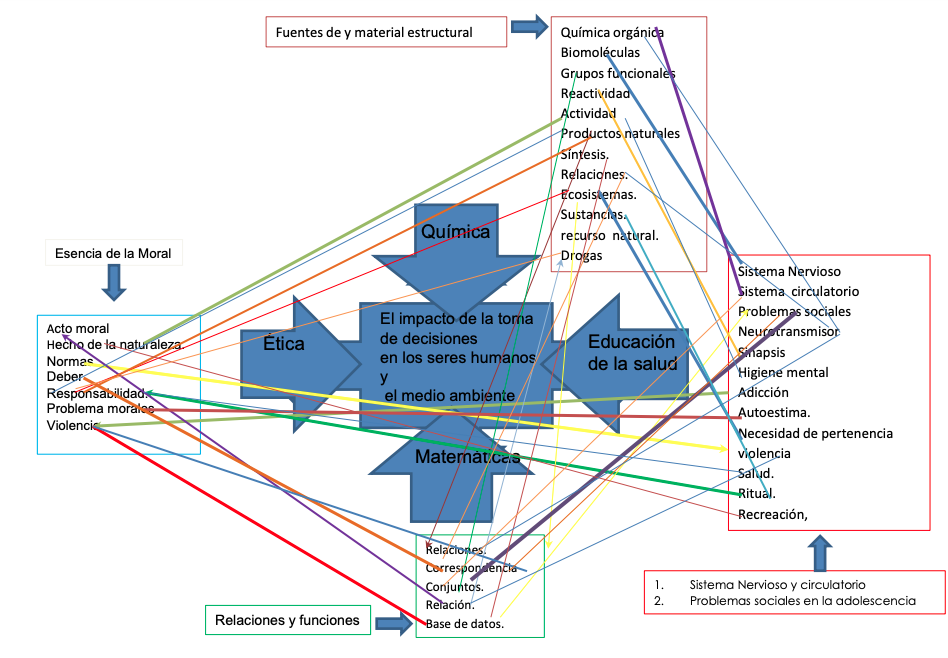 Fuentes de y material estructural
Química orgánica
Biomoléculas
Grupos funcionales
Reactividad
Actividad
Productos naturales
Síntesis.
Relaciones.
Ecosistemas.
Sustancias.
recurso natural.
Drogas
Química
Esencia de la Moral
Acto moral
Hecho de la naturaleza.
Normas
Deber
Responsabilidad
Problema morales
Violencia
Ética
El impacto de la toma
de decisiones
en los seres humanos
y
el medio ambiente
Educación
de la salud
Matemáticas
Sistema Nervioso
Sistema circulatorio
Problemas sociales
Neurotransmisor
Sinapsis
Higiene mental
Adicción
Autoestima.
Necesidad de pertenencia
violencia
Salud.
Ritual.
Recreación,
Relaciones.
Correspondencia
Conjuntos.
Relación.
Base de datos.
Relaciones y funciones
1. Sistema Nervioso y circulatorio
2. Problemas sociales en la adolescencia